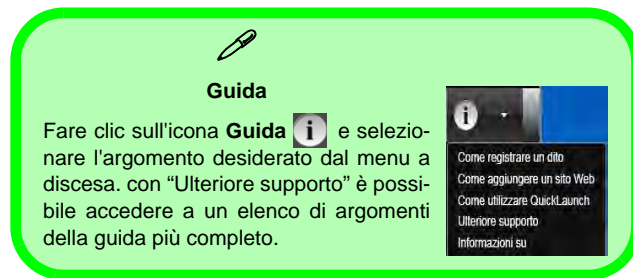 Guida
Fare clic sull'icona Guida i e selezio-
nare l'argomento desiderato dal menu a
discesa. con “Ulteriore supporto” è possi-
bile accedere a un elenco di argomenti
della guida più completo.
i
Come registrare un dito
Come aggiungere un sito Web
Come utilizzare QuickLaunch
Ulteriore supporto
Informazioni su